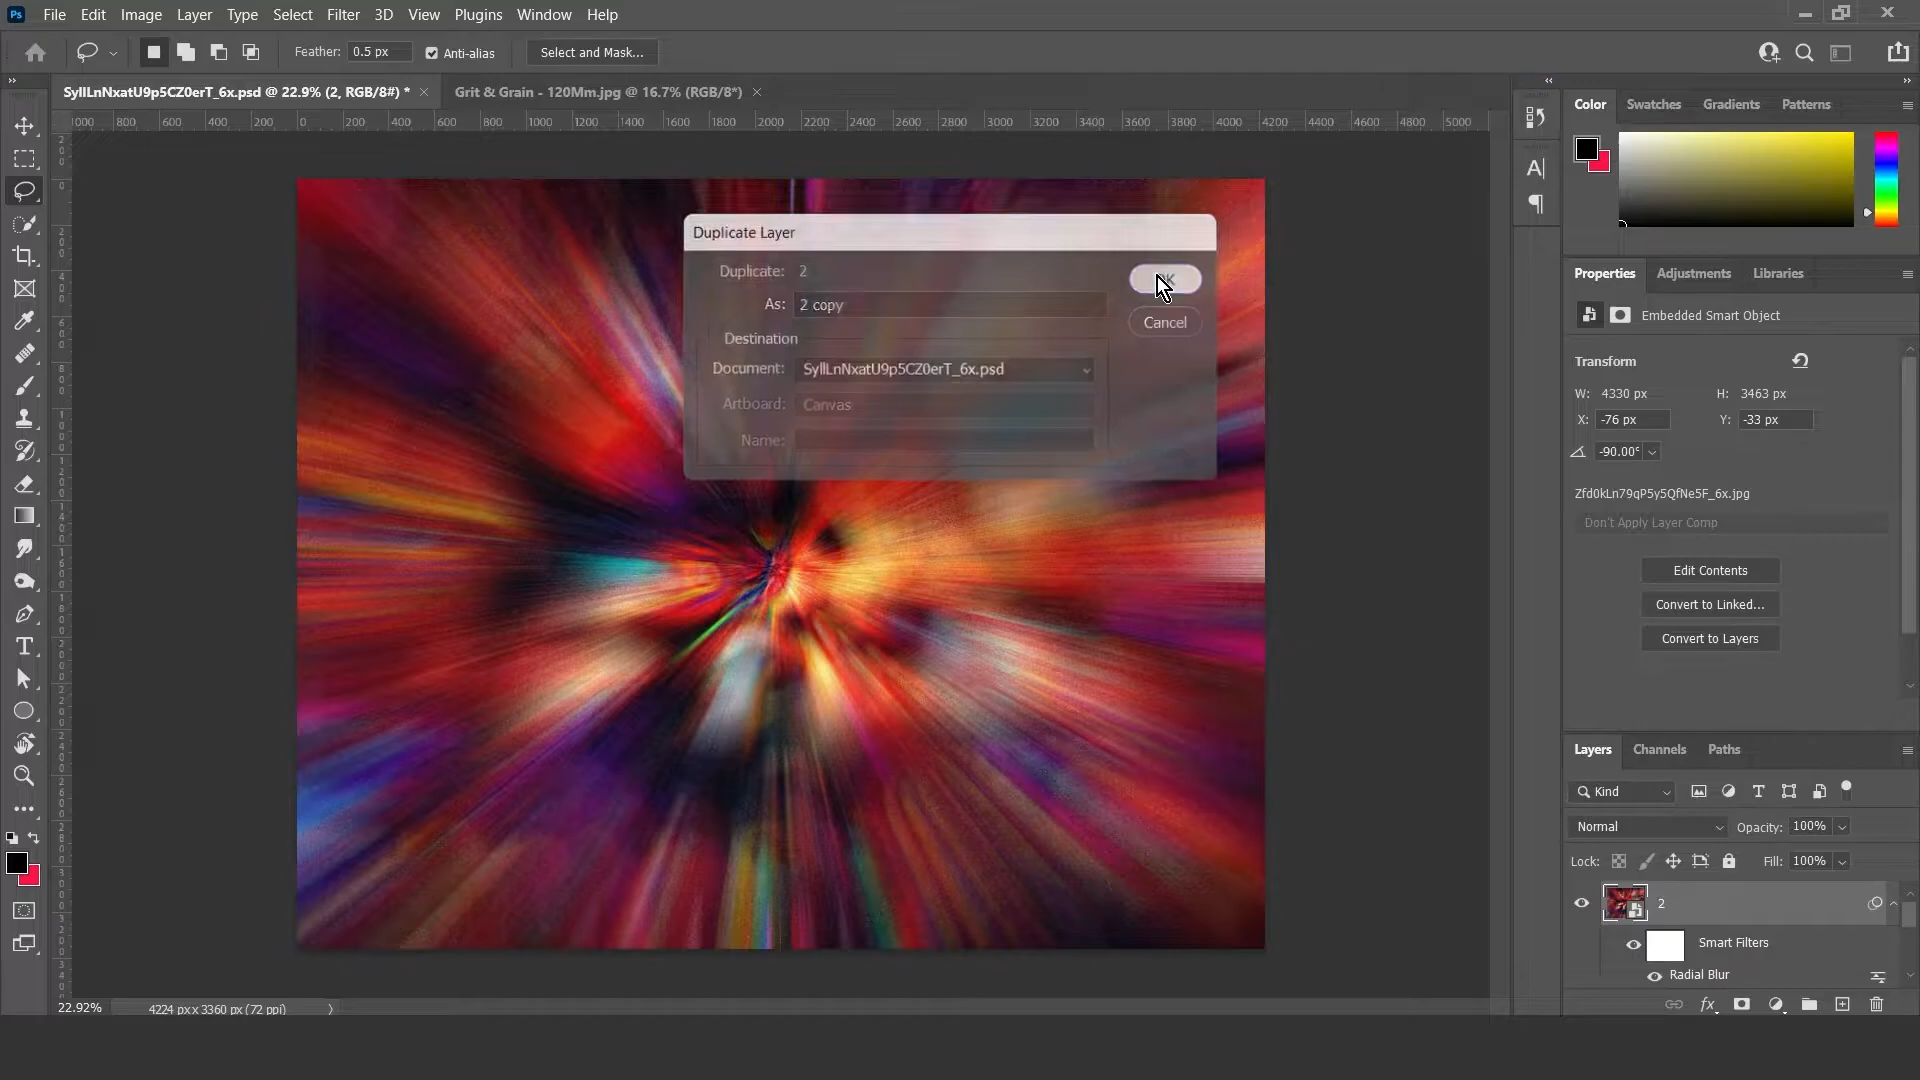 Ps File Edit Image Layer Type Select Filter 3D View Plugins Window Help
Feather: 0.5 px Anti-alias Select and Mask...
SyllLnNxatU9p5CZ0erT_6x.psd @ 22.9% (2, RGB/8#) * Grit & Grain - 120Mm.jpg @ 16.7% (RGB/8*)
000 800 600 400 200 0 200 400 600 800 1000 1200 1400 1600 1800 2000 2200 2400 2600 2800 3000 3200 3400 3600 3800 4000 4200 4400 4600 4800 5000
Duplicate Layer
Duplicate: 2
As: 2 copy
OK
Cancel
Destination
Document: SyllLnNxatU9p5CZ0erT_6x.psd
Artboard: Canvas
Name:
Color Swatches Gradients Patterns
Properties Adjustments Libraries
Embedded Smart Object
Transform
W: 4330 px H: 3463 px
X: -76 px Y: -33 px
-90.00°
Zfd0kLn79qP5y5QfNe5F_6x.jpg
Don't Apply Layer Comp
Edit Contents
Convert to Linked...
Convert to Layers
Layers Channels Paths
Kind
Normal Opacity: 100%
Lock: Fill: 100%
2
Smart Filters
Radial Blur
fx
22.92% 4224 px x 3360 px (72 ppi)